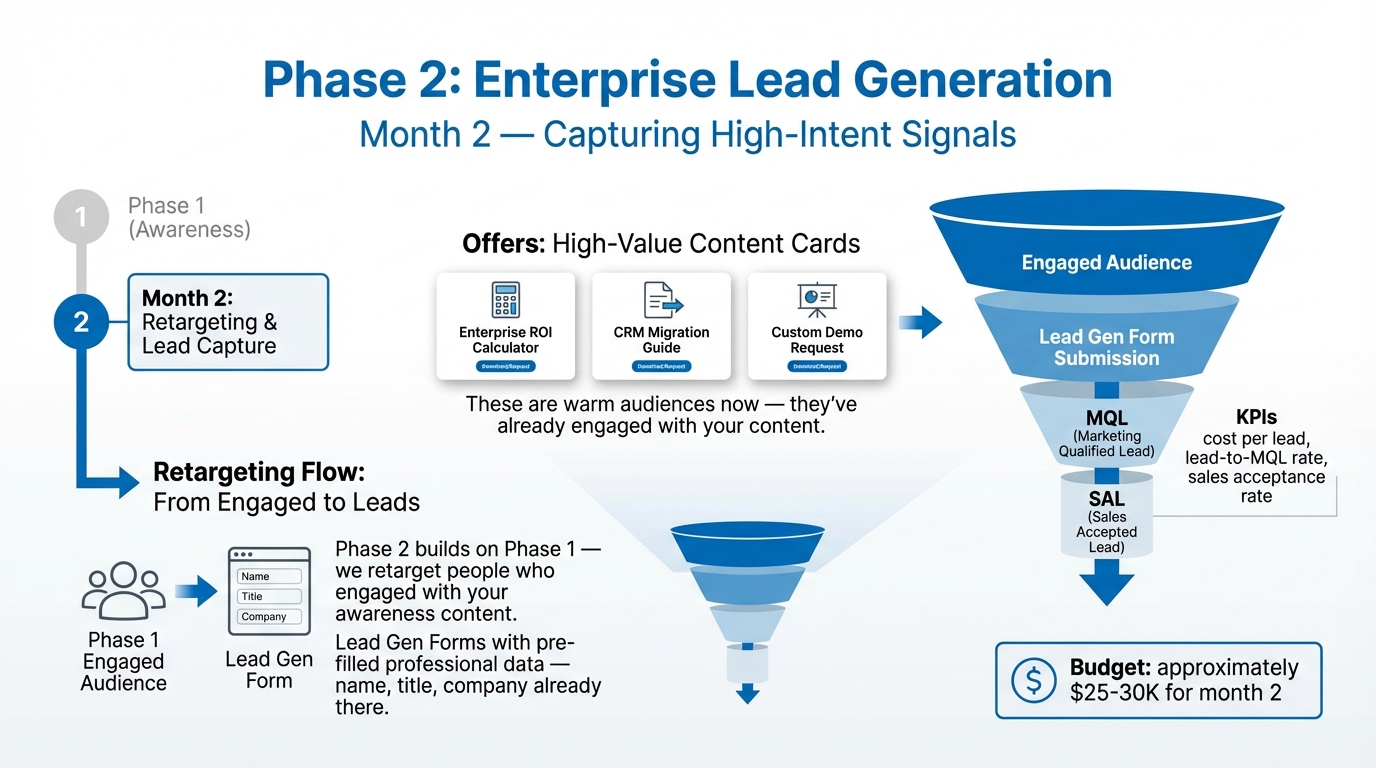 Phase 2: Enterprise Lead Generation
Month 2 — Capturing High-Intent Signals
1
Phase 1
(Awareness)
2
Month 2:
Retargeting &
Lead Capture
Retargeting Flow:
From Engaged to Leads
Phase 1
Engaged
Audience
Name
Title
Company
Lead Gen
Form
Phase 2 builds on Phase 1 —
we retarget people who
engaged with your
awareness content.
Lead Gen Forms with pre-
filled professional data —
name, title, company already
there.
Offers: High-Value Content Cards
Enterprise ROI
Calculator
CRM Migration
Guide
Custom Demo
Request
These are warm audiences now — they’ve
already engaged with your content.
Engaged Audience
Lead Gen Form
Submission
MQL
(Marketing
Qualified Lead)
SAL
(Sales
Accepted
Lead)
KPIs
cost per lead,
lead-to-MQL rate,
sales acceptance
rate
$
Budget: approximately
$25-30K for month 2